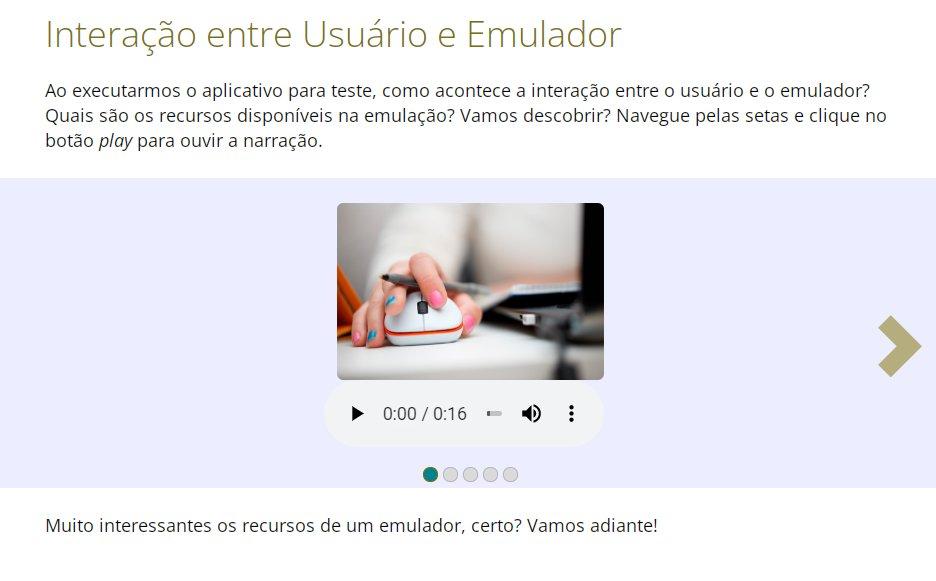 Interação entre Usuário e Emulador
Ao executarmos o aplicativo para teste, como acontece a interação entre o usuário e o emulador?
Quais são os recursos disponíveis na emulação? Vamos descobrir? Navegue pelas setas e clique no
botão play para ouvir a narração.
0:00 / 0:16
Muito interessantes os recursos de um emulador, certo? Vamos adiante!